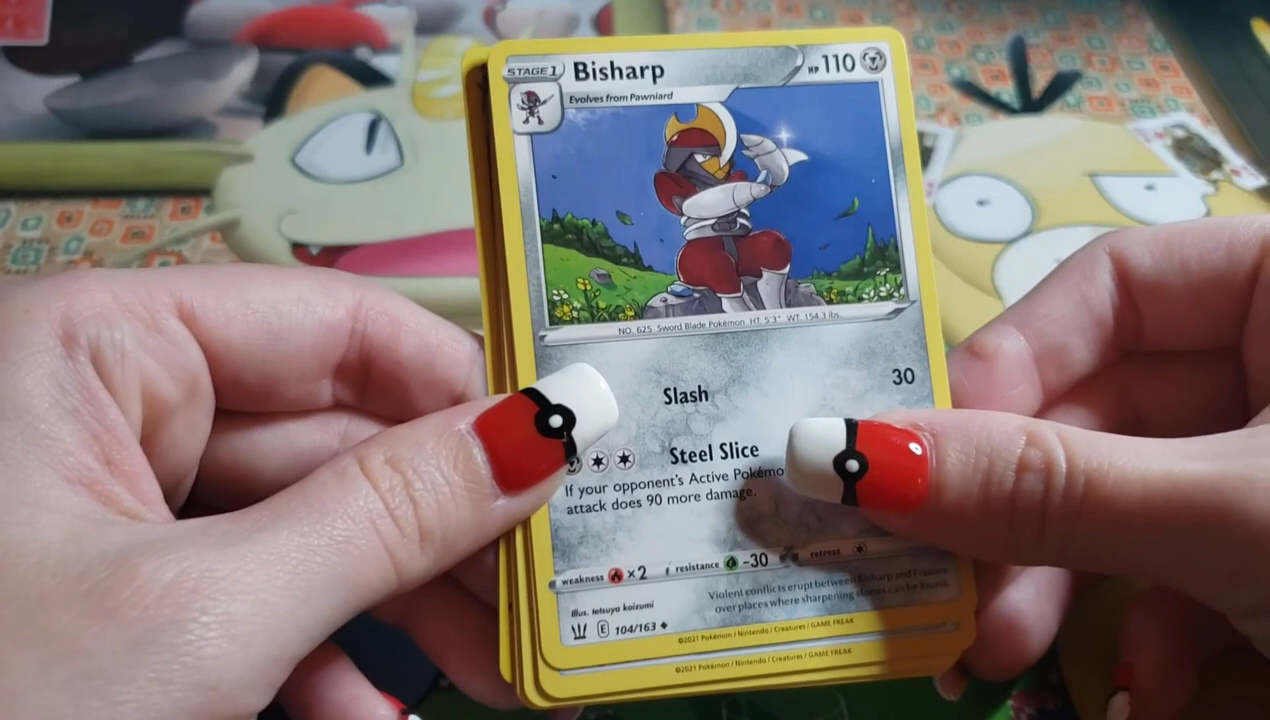 STAGE 1 Bisharp HP 110
Evolves from Pawniard
NO. 625 Sword Blade Pokémon HT. 5'3" WT. 154.3 lbs.
Slash 30
Steel Slice
If your opponent's Active Pokémo
attack does 90 more damage.
weakness ×2 resistance -30 retreat
Violent conflicts erupt between Bisharp and Fraxure
over places where sharpening stones can be found.
illus. tetsuya koizumi
E 104/163
©2021 Pokémon / Nintendo / Creatures / GAME FREAK
©2021 Pokémon / Nintendo / Creatures / GAME FREAK